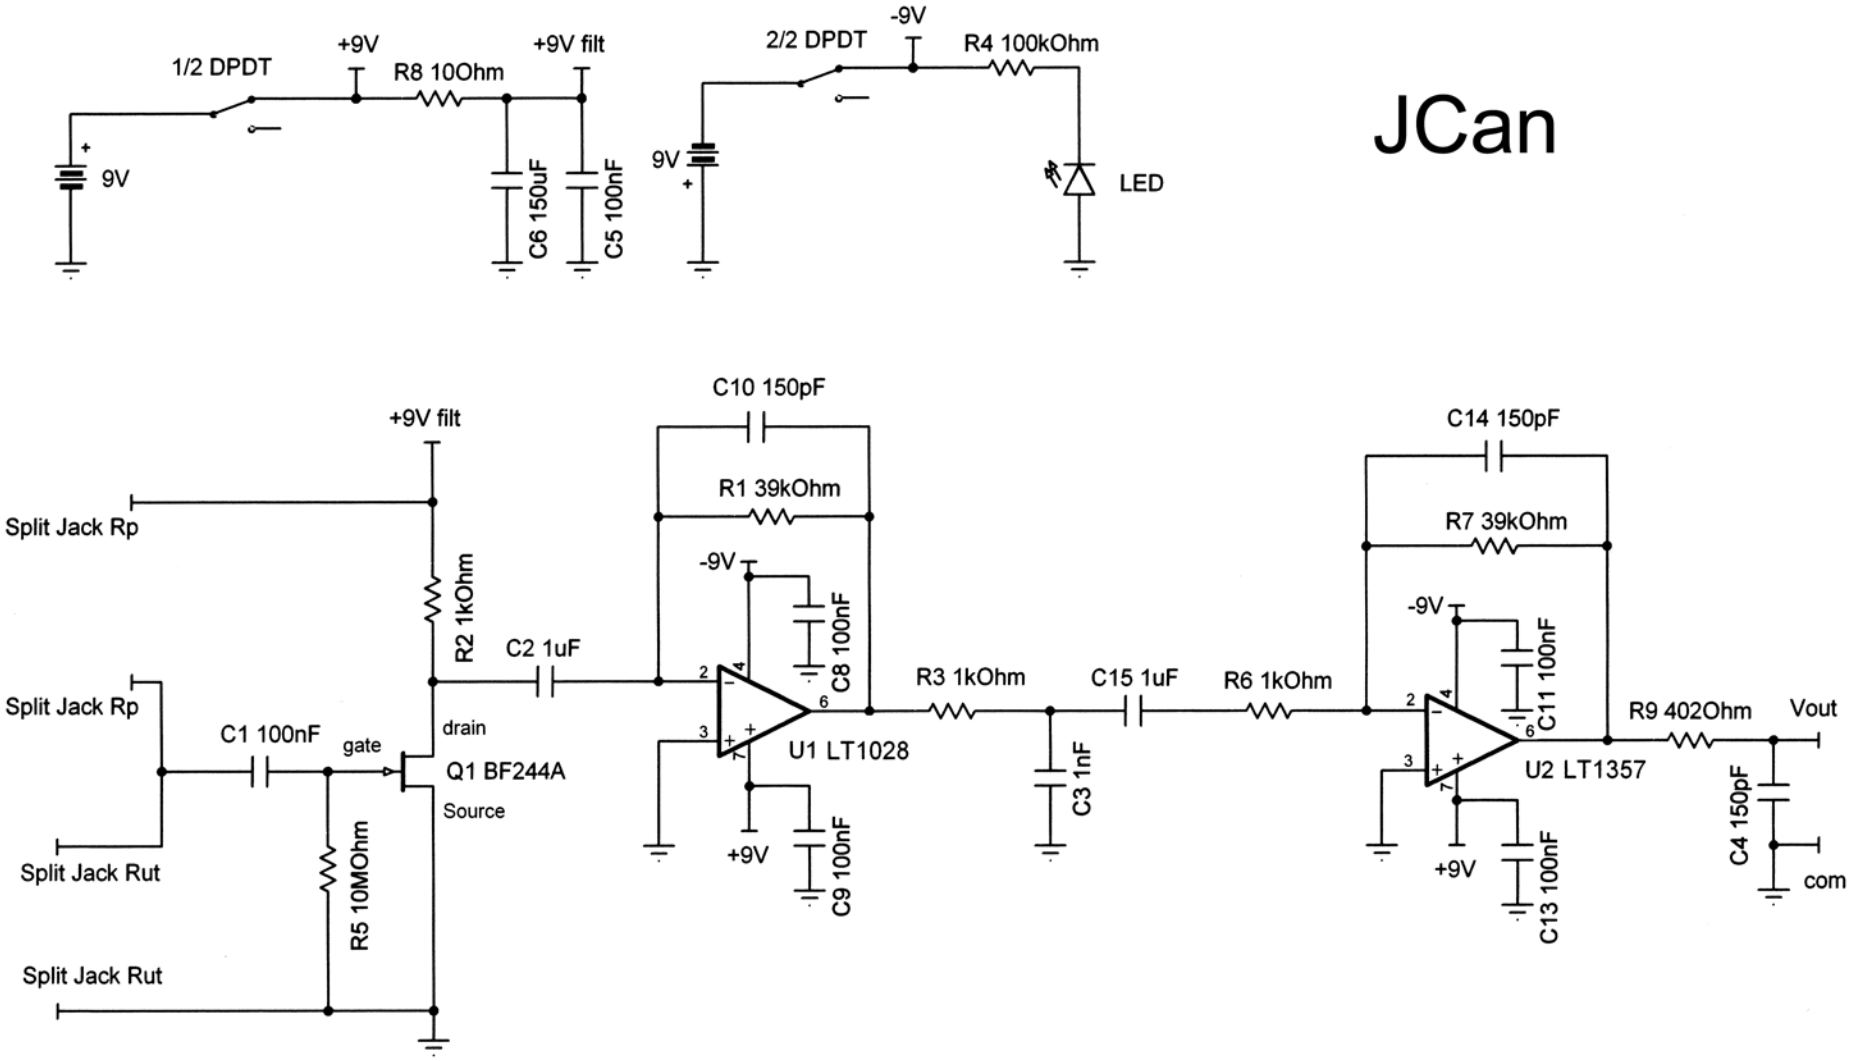 -9V
+9V
+9V filt
2/2 DPDT
R4 100kOhm
1/2 DPDT
R8 10Ohm
JCan
+
9V
C6 150uF
C5 100nF
9V
+
LED
C10 150pF
+9V filt
C14 150pF
R1 39kOhm
Split Jack Rp
R7 39kOhm
-9V
R2 1kOhm
C8 100nF
-9V
C11 100nF
C2 1uF
2
4
-
R3 1kOhm
C15 1uF
R6 1kOhm
2
4
-
Split Jack Rp
6
R9 402Ohm
Vout
C1 100nF
gate
drain
3
+
+
7
U1 LT1028
6
Q1 BF244A
C3 1nF
3
+
+
7
U2 LT1357
Source
C4 150pF
Split Jack Rut
+9V
C9 100nF
+9V
C13 100nF
com
R5 10MOhm
Split Jack Rut